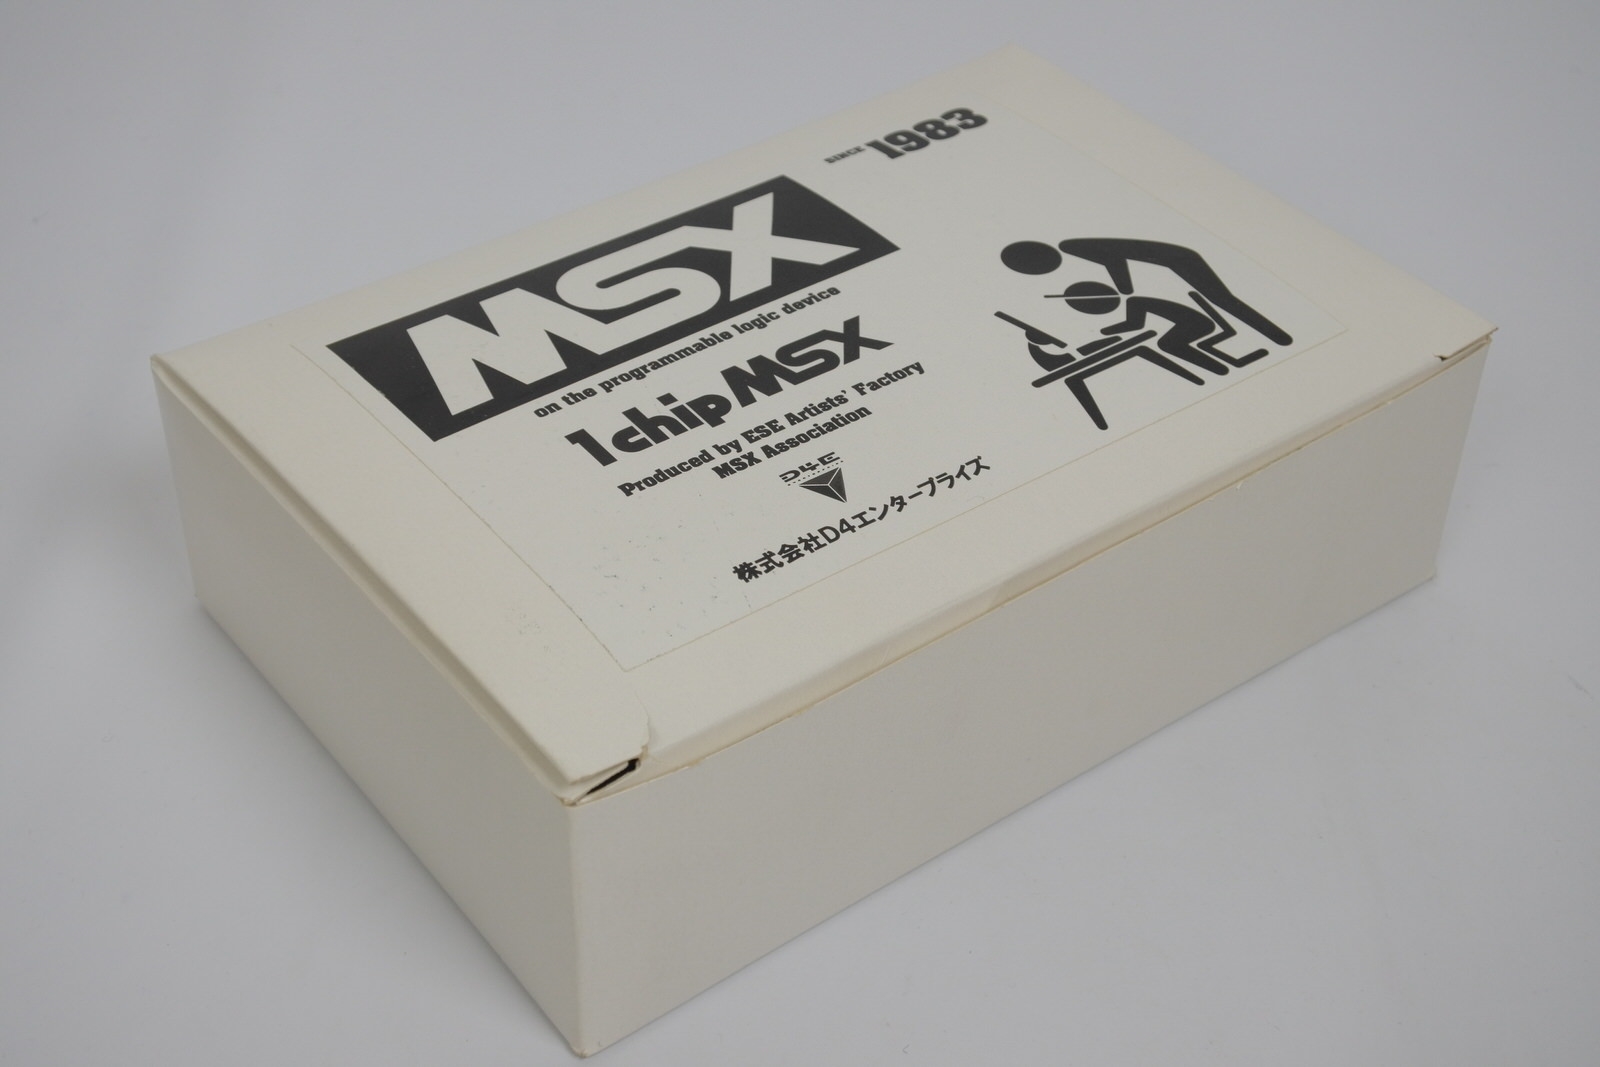 SINCE 1983
MSX
on the programmable logic device
1chipMSX
Produced by ESE Artists' Factory
MSX Association
D4E
株式会社D4エンタープライズ